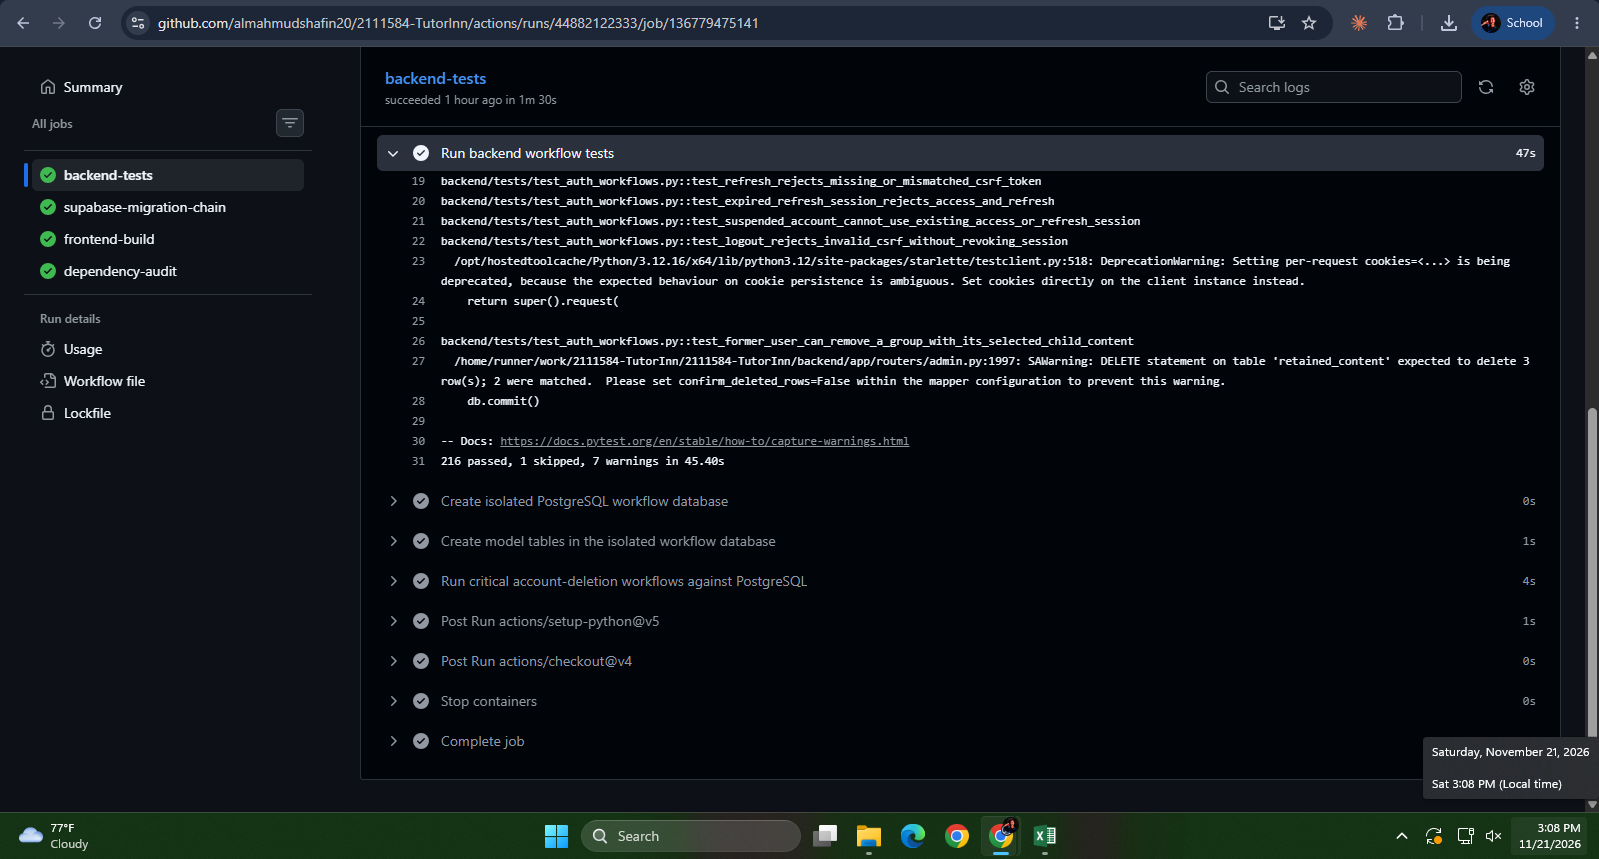 github.com/almahmudshafin20/2111584-TutorInn/actions/runs/44882122333/job/136779475141
School
Summary
All jobs
backend-tests
supabase-migration-chain
frontend-build
dependency-audit
Run details
Usage
Workflow file
Lockfile
backend-tests
succeeded 1 hour ago in 1m 30s
Search logs
Run backend workflow tests 47s
19 backend/tests/test_auth_workflows.py::test_refresh_rejects_missing_or_mismatched_csrf_token
20 backend/tests/test_auth_workflows.py::test_expired_refresh_session_rejects_access_and_refresh
21 backend/tests/test_auth_workflows.py::test_suspended_account_cannot_use_existing_access_or_refresh_session
22 backend/tests/test_auth_workflows.py::test_logout_rejects_invalid_csrf_without_revoking_session
23 /opt/hostedtoolcache/Python/3.12.16/x64/lib/python3.12/site-packages/starlette/testclient.py:518: DeprecationWarning: Setting per-request cookies=<...> is being
deprecated, because the expected behaviour on cookie persistence is ambiguous. Set cookies directly on the client instance instead.
24 return super().request(
25
26 backend/tests/test_auth_workflows.py::test_former_user_can_remove_a_group_with_its_selected_child_content
27 /home/runner/work/2111584-TutorInn/2111584-TutorInn/backend/app/routers/admin.py:1997: SAWarning: DELETE statement on table 'retained_content' expected to delete 3
row(s); 2 were matched.  Please set confirm_deleted_rows=False within the mapper configuration to prevent this warning.
28 db.commit()
29
30 -- Docs: https://docs.pytest.org/en/stable/how-to/capture-warnings.html
31 216 passed, 1 skipped, 7 warnings in 45.40s
Create isolated PostgreSQL workflow database 0s
Create model tables in the isolated workflow database 1s
Run critical account-deletion workflows against PostgreSQL 4s
Post Run actions/setup-python@v5 1s
Post Run actions/checkout@v4 0s
Stop containers 0s
Complete job
Saturday, November 21, 2026
Sat 3:08 PM (Local time)
77°F
Cloudy
Search
3:08 PM
11/21/2026